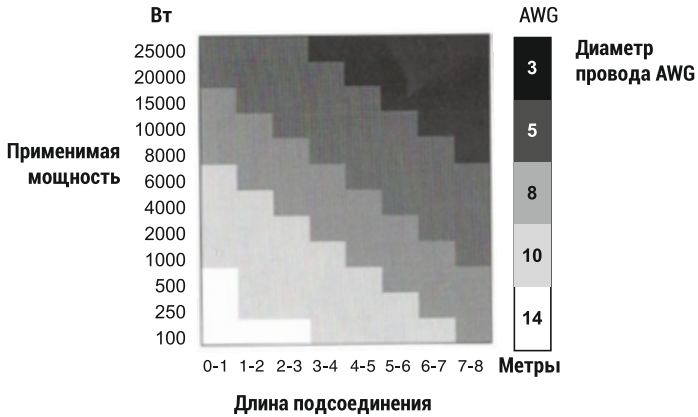 Вт
AWG
25000
20000
15000
10000
8000
6000
4000
2000
1000
500
250
100
Применимая
мощность
3
5
8
10
14
Диаметр
провода AWG
0-1 1-2 2-3 3-4 4-5 5-6 6-7 7-8 Метры
Длина подсоединения